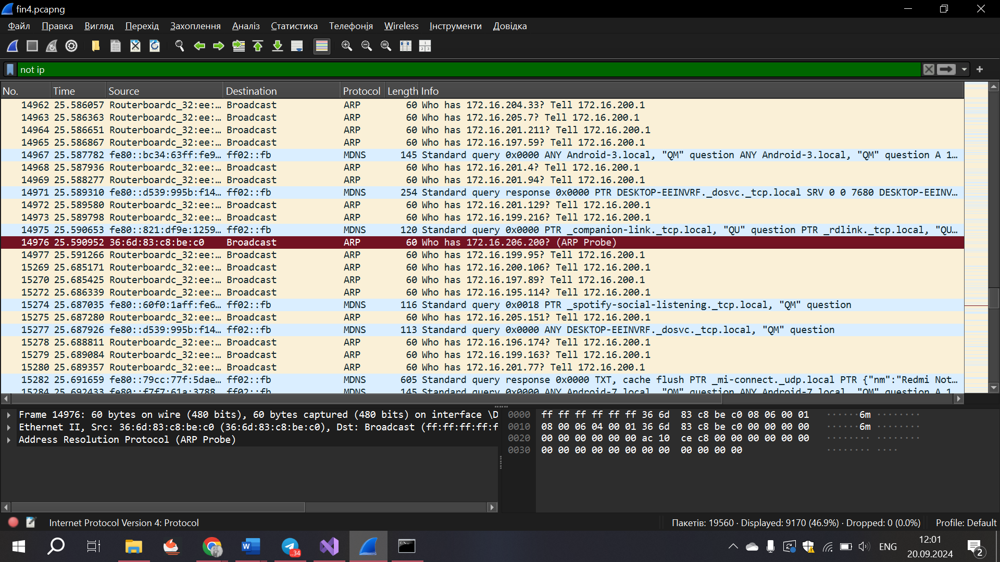 fin4.pcapng
Файл Правка Вигляд Перехід Захоплення Аналіз Статистика Телефонія Wireless Інструменти Довідка
not ip
No. Time Source Destination Protocol Length Info
14962 25.586057 Routerboardc_32:ee:… Broadcast ARP 60 Who has 172.16.204.33? Tell 172.16.200.1
14963 25.586363 Routerboardc_32:ee:… Broadcast ARP 60 Who has 172.16.205.7? Tell 172.16.200.1
14964 25.586651 Routerboardc_32:ee:… Broadcast ARP 60 Who has 172.16.201.211? Tell 172.16.200.1
14965 25.586867 Routerboardc_32:ee:… Broadcast ARP 60 Who has 172.16.197.59? Tell 172.16.200.1
14967 25.587782 fe80::bc34:63ff:fe9… ff02::fb MDNS 145 Standard query 0x0000 ANY Android-3.local, "QM" question ANY Android-3.local, "QM" question A 1…
14968 25.587936 Routerboardc_32:ee:… Broadcast ARP 60 Who has 172.16.201.4? Tell 172.16.200.1
14969 25.588277 Routerboardc_32:ee:… Broadcast ARP 60 Who has 172.16.201.94? Tell 172.16.200.1
14971 25.589310 fe80::d539:995b:f14… ff02::fb MDNS 254 Standard query response 0x0000 PTR DESKTOP-EEINVRF._dosvc._tcp.local SRV 0 0 7680 DESKTOP-EEINV…
14972 25.589580 Routerboardc_32:ee:… Broadcast ARP 60 Who has 172.16.201.129? Tell 172.16.200.1
14973 25.589798 Routerboardc_32:ee:… Broadcast ARP 60 Who has 172.16.199.216? Tell 172.16.200.1
14975 25.590653 fe80::821:df9e:1259… ff02::fb MDNS 120 Standard query 0x0000 PTR _companion-link._tcp.local, "QU" question PTR _rdlink._tcp.local, "QU…
14976 25.590952 36:6d:83:c8:be:c0 Broadcast ARP 60 Who has 172.16.206.200? (ARP Probe)
14977 25.591266 Routerboardc_32:ee:… Broadcast ARP 60 Who has 172.16.199.95? Tell 172.16.200.1
15269 25.685171 Routerboardc_32:ee:… Broadcast ARP 60 Who has 172.16.200.106? Tell 172.16.200.1
15270 25.685425 Routerboardc_32:ee:… Broadcast ARP 60 Who has 172.16.197.89? Tell 172.16.200.1
15272 25.686339 Routerboardc_32:ee:… Broadcast ARP 60 Who has 172.16.195.114? Tell 172.16.200.1
15274 25.687035 fe80::60f0:1aff:fe6… ff02::fb MDNS 116 Standard query 0x0018 PTR _spotify-social-listening._tcp.local, "QM" question
15275 25.687280 Routerboardc_32:ee:… Broadcast ARP 60 Who has 172.16.205.151? Tell 172.16.200.1
15277 25.687926 fe80::d539:995b:f14… ff02::fb MDNS 113 Standard query 0x0000 ANY DESKTOP-EEINVRF._dosvc._tcp.local, "QM" question
15278 25.688811 Routerboardc_32:ee:… Broadcast ARP 60 Who has 172.16.196.174? Tell 172.16.200.1
15279 25.689084 Routerboardc_32:ee:… Broadcast ARP 60 Who has 172.16.199.163? Tell 172.16.200.1
15280 25.689357 Routerboardc_32:ee:… Broadcast ARP 60 Who has 172.16.201.77? Tell 172.16.200.1
15282 25.691659 fe80::79cc:77f:5dae… ff02::fb MDNS 605 Standard query response 0x0000 TXT, cache flush PTR _mi-connect._udp.local PTR {"nm":"Redmi Not…
15284 25.692433 fe80::f7f7:61a:3788… ff02::fb MDNS 145 Standard query 0x0000 ANY Android-7.local, "QM" question ANY Android-7.local, "QM" question A 1…
Frame 14976: 60 bytes on wire (480 bits), 60 bytes captured (480 bits) on interface \D
Ethernet II, Src: 36:6d:83:c8:be:c0 (36:6d:83:c8:be:c0), Dst: Broadcast (ff:ff:ff:ff:f
Address Resolution Protocol (ARP Probe)
0000 ff ff ff ff ff ff 36 6d 83 c8 be c0 08 06 00 01 ······6m ········
0010 08 00 06 04 00 01 36 6d 83 c8 be c0 00 00 00 00 ······6m ········
0020 00 00 00 00 00 00 ac 10 ce c8 00 00 00 00 00 00 ········ ········
0030 00 00 00 00 00 00 00 00 00 00 00 00 ········ ····
Internet Protocol Version 4: Protocol
Пакетів: 19560 · Displayed: 9170 (46.9%) · Dropped: 0 (0.0%)
Profile: Default
..34
ENG
12:01
20.09.2024
2